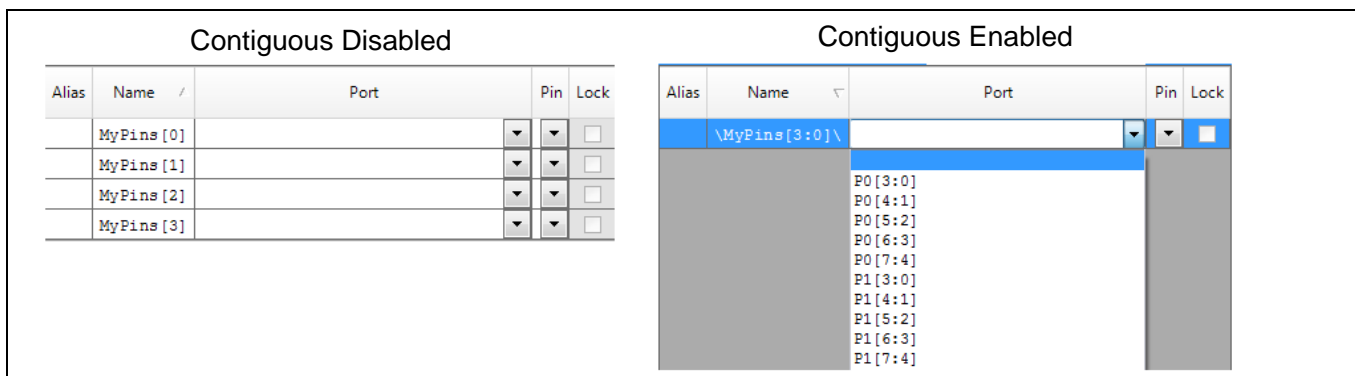 Contiguous Disabled
Alias Name Port Pin Lock
MyPins[0]
MyPins[1]
MyPins[2]
MyPins[3]
Contiguous Enabled
Alias Name Port Pin Lock
\MyPins[3:0]\
P0[3:0]
P0[4:1]
P0[5:2]
P0[6:3]
P0[7:4]
P1[3:0]
P1[4:1]
P1[5:2]
P1[6:3]
P1[7:4]